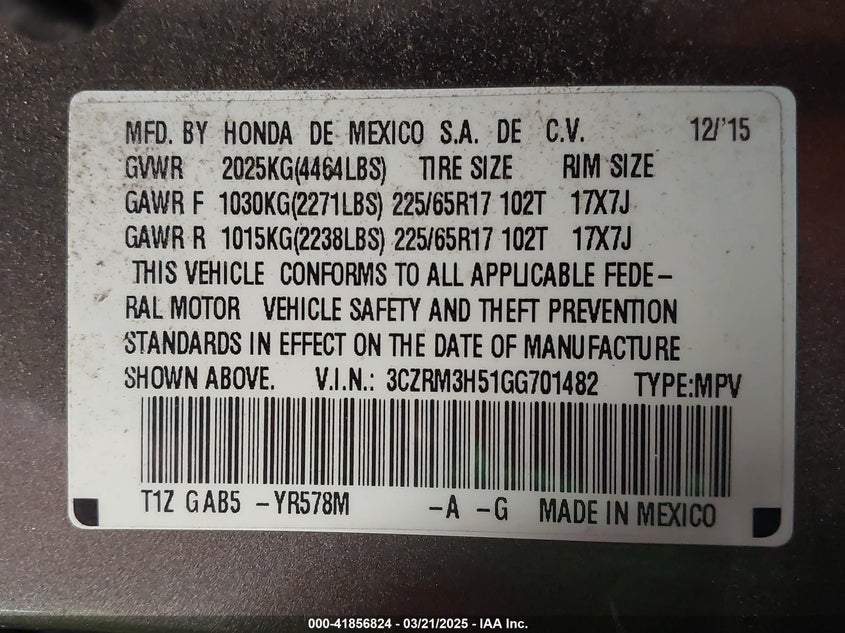 MFD. BY HONDA DE MEXICO S.A. DE C.V. 12/'15
GVWR 2025KG(4464LBS) TIRE SIZE RIM SIZE
GAWR F 1030KG(2271LBS) 225/65R17 102T 17X7J
GAWR R 1015KG(2238LBS) 225/65R17 102T 17X7J
THIS VEHICLE CONFORMS TO ALL APPLICABLE FEDE-
RAL MOTOR VEHICLE SAFETY AND THEFT PREVENTION
STANDARDS IN EFFECT ON THE DATE OF MANUFACTURE
SHOWN ABOVE. V.I.N.: 3CZRM3H51GG701482 TYPE:MPV
T1Z GAB5 -YR578M -A -G MADE IN MEXICO
000-41856824 / 03/21/2025 - IAA Inc.